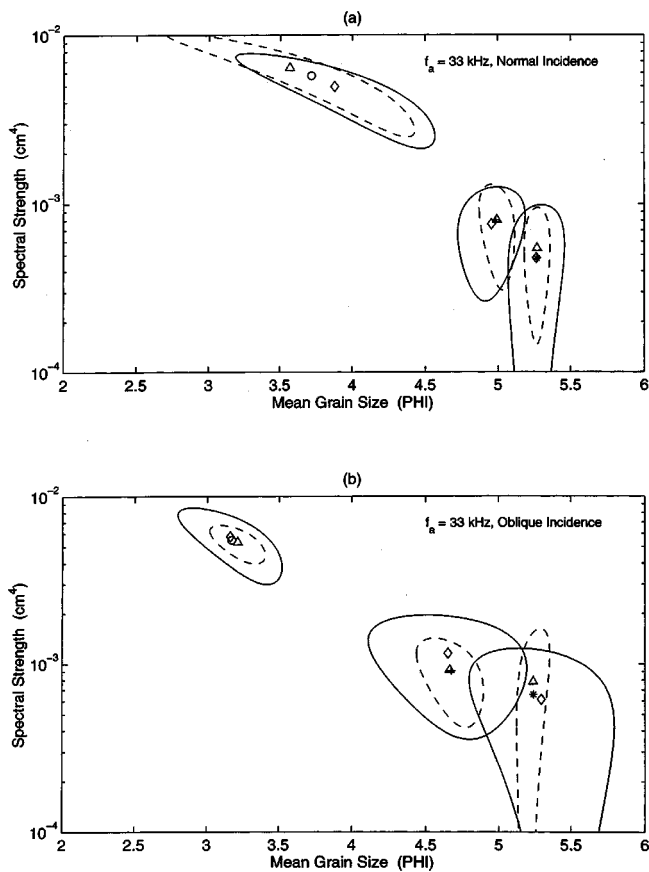 (a)
f_a = 33 kHz, Normal Incidence
Spectral Strength (cm^4)
10^-2
10^-3
10^-4
2 2.5 3 3.5 4 4.5 5 5.5 6
Mean Grain Size (PHI)
(b)
f_a = 33 kHz, Oblique Incidence
Spectral Strength (cm^4)
10^-2
10^-3
10^-4
2 2.5 3 3.5 4 4.5 5 5.5 6
Mean Grain Size (PHI)